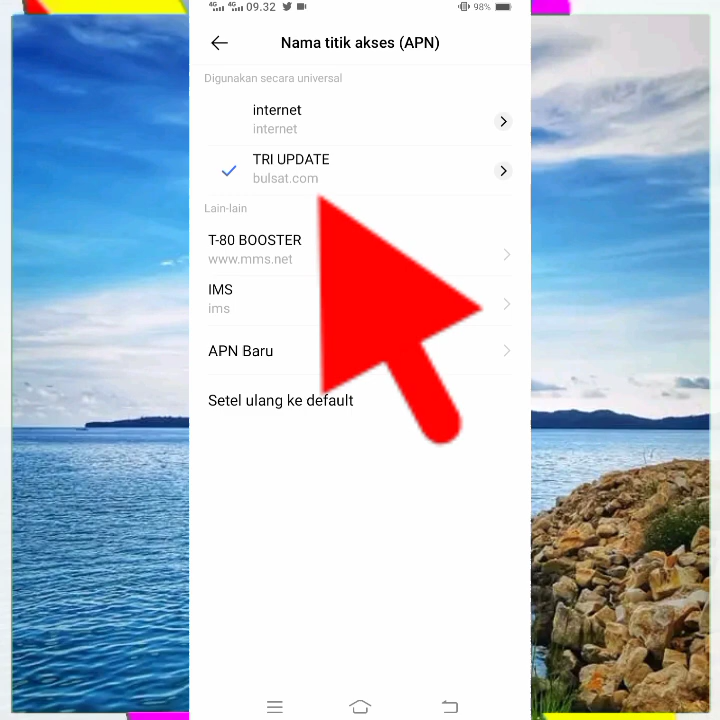 4G 4G 09.32 98%
Nama titik akses (APN)
Digunakan secara universal
internet
internet
TRI UPDATE
bulsat.com
Lain-lain
T-80 BOOSTER
www.mms.net
IMS
ims
APN Baru
Setel ulang ke default